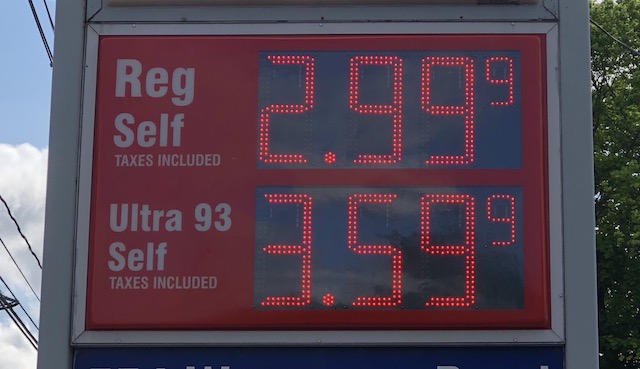 Reg 2.99 9
Self
TAXES INCLUDED
Ultra 93 3.59 9
Self
TAXES INCLUDED